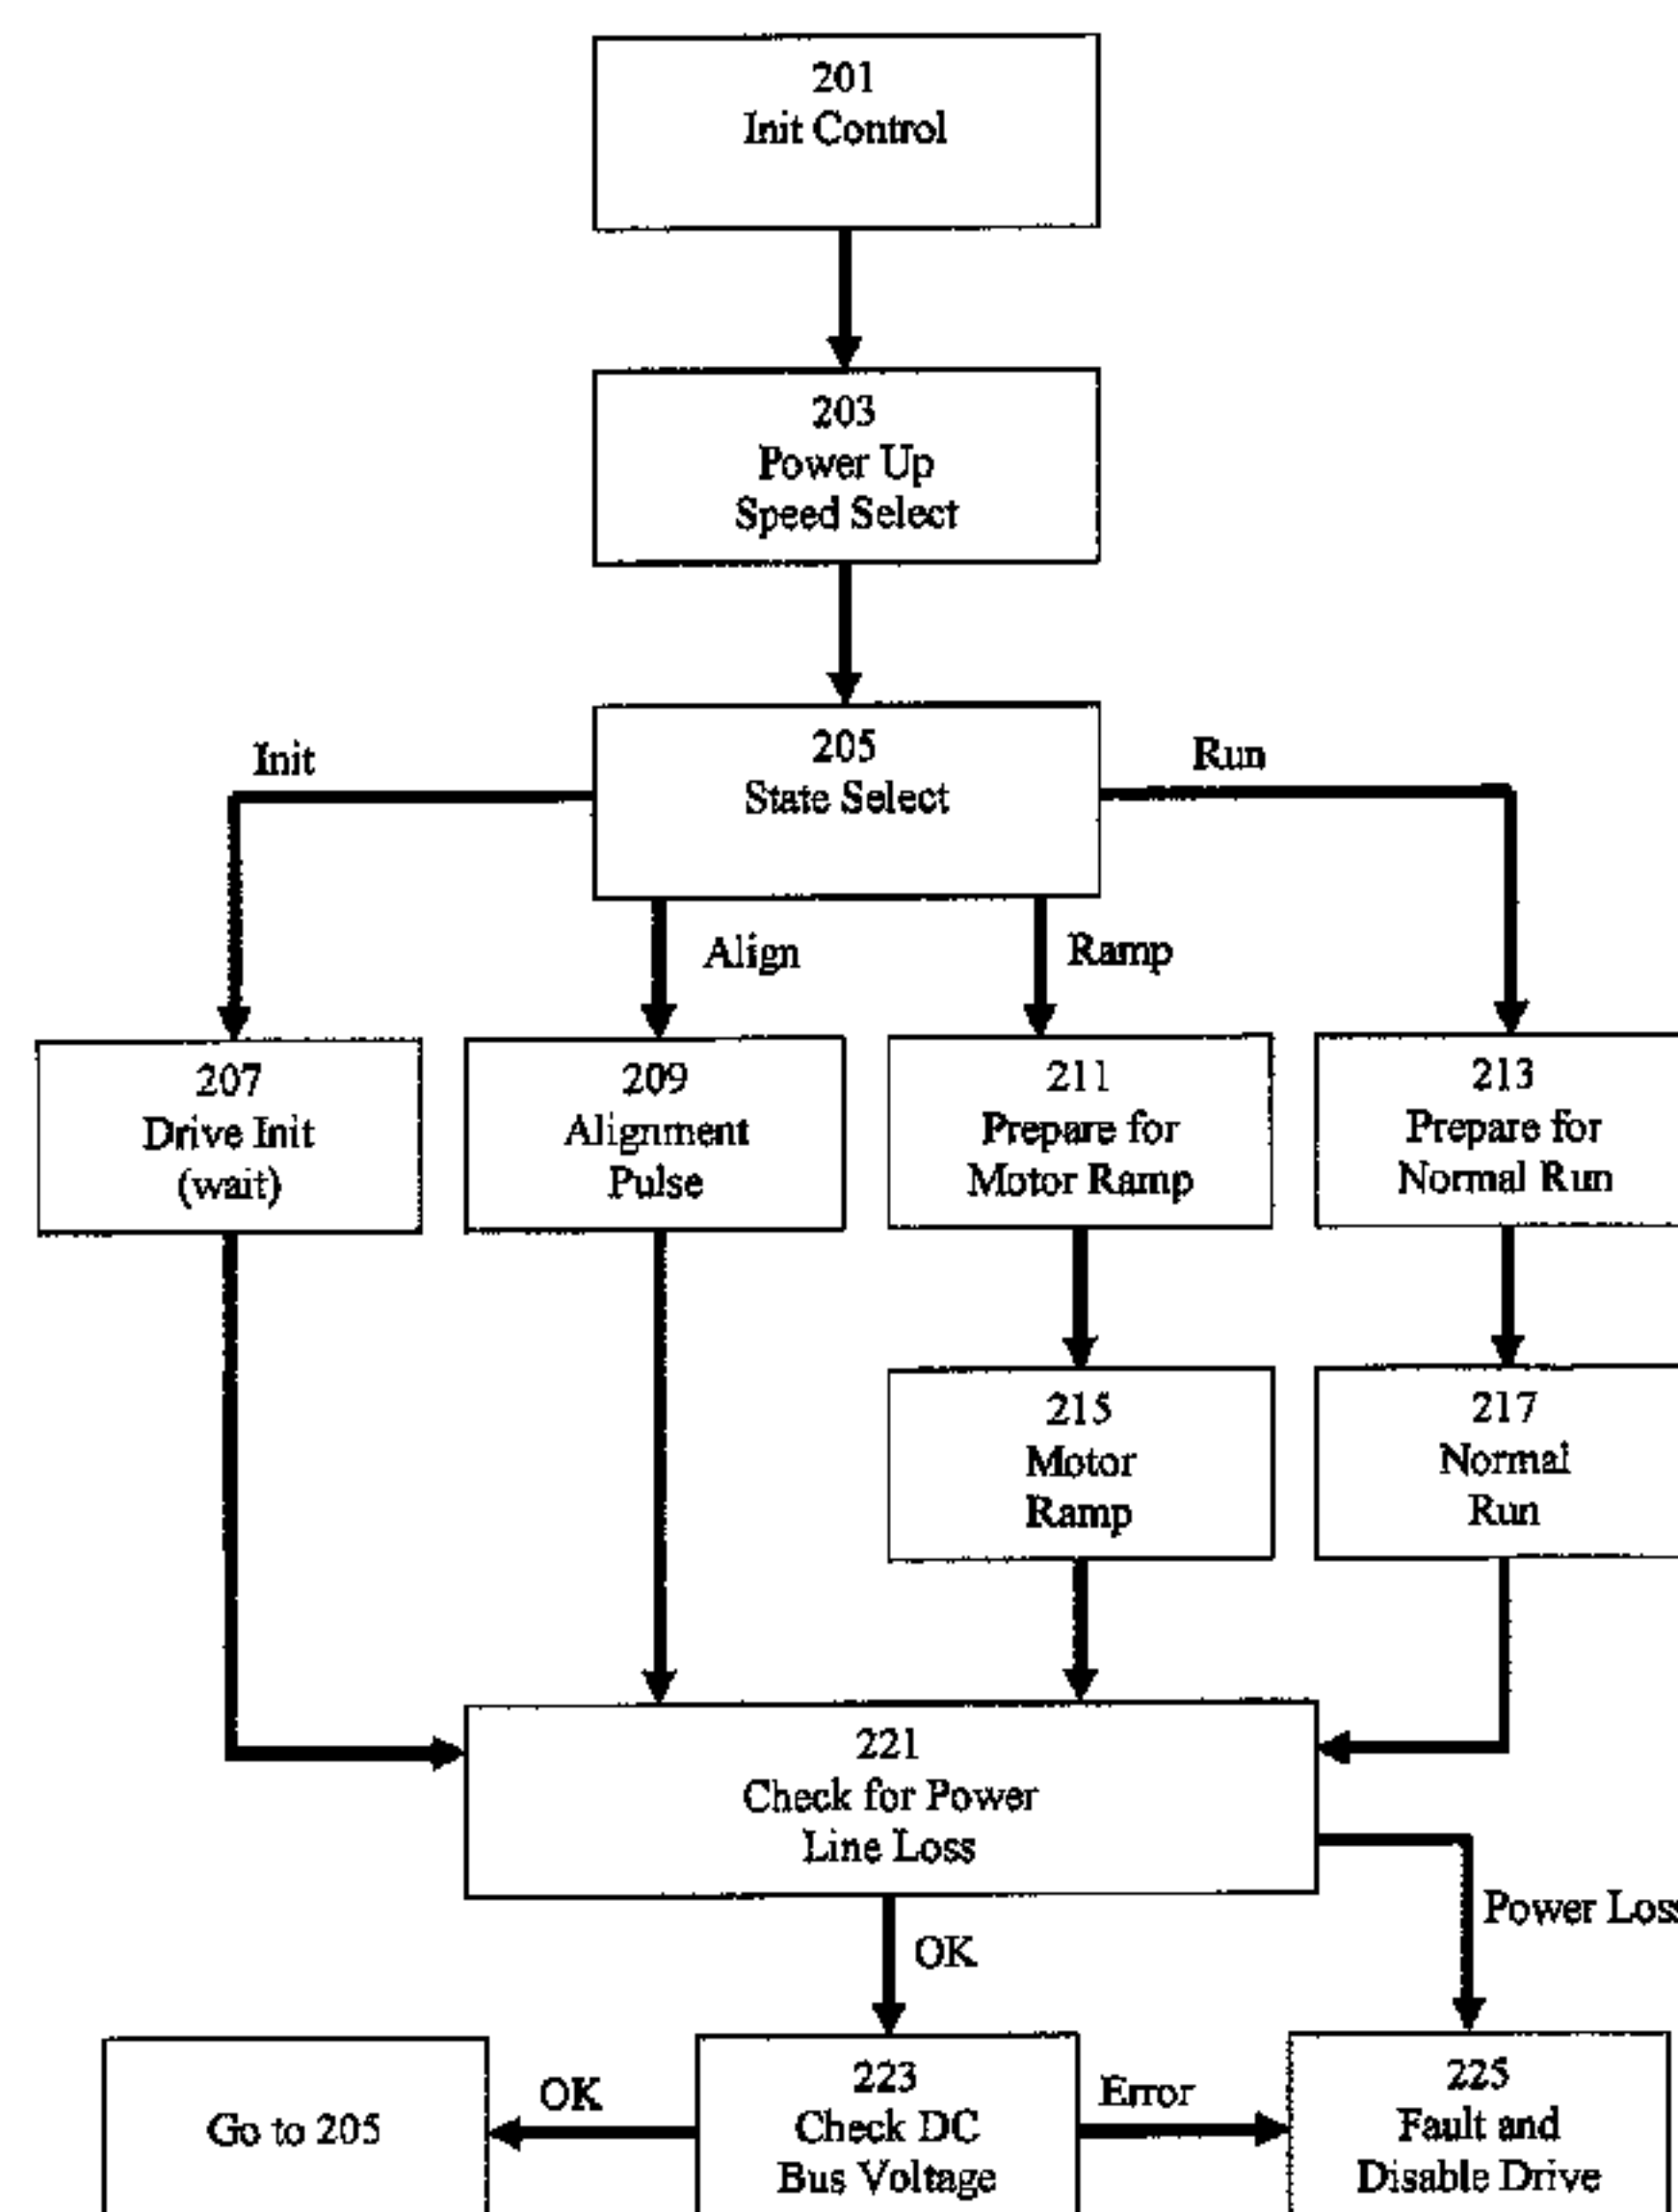 201
Init Control
203
Power Up
Speed Select
205
State Select
Init
Run
Align
Ramp
207
Drive Init
(wait)
209
Alignment
Pulse
211
Prepare for
Motor Ramp
213
Prepare for
Normal Run
215
Motor
Ramp
217
Normal
Run
221
Check for Power
Line Loss
Power Loss
OK
Go to 205
OK
223
Check DC
Bus Voltage
Error
225
Fault and
Disable Drive